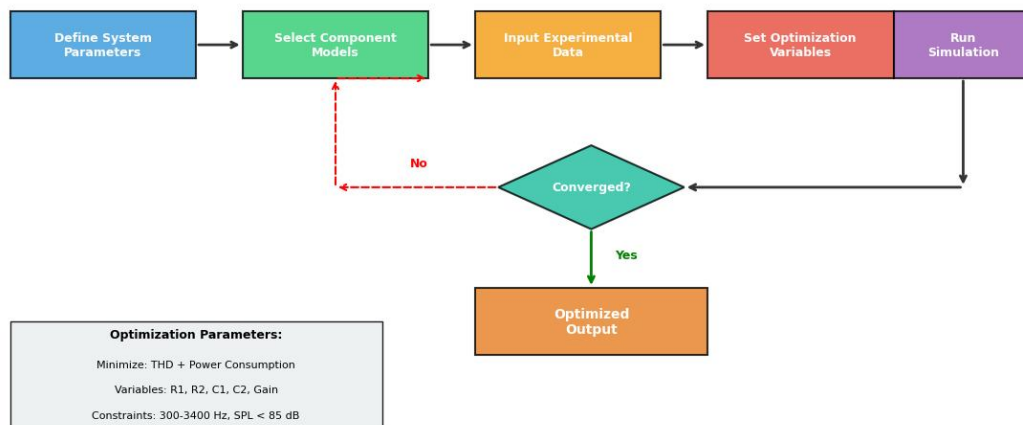 Define System
Parameters
Select Component
Models
Input Experimental
Data
Set Optimization
Variables
Run
Simulation
No
Converged?
Yes
Optimized
Output
Optimization Parameters:
Minimize: THD + Power Consumption
Variables: R1, R2, C1, C2, Gain
Constraints: 300-3400 Hz, SPL < 85 dB